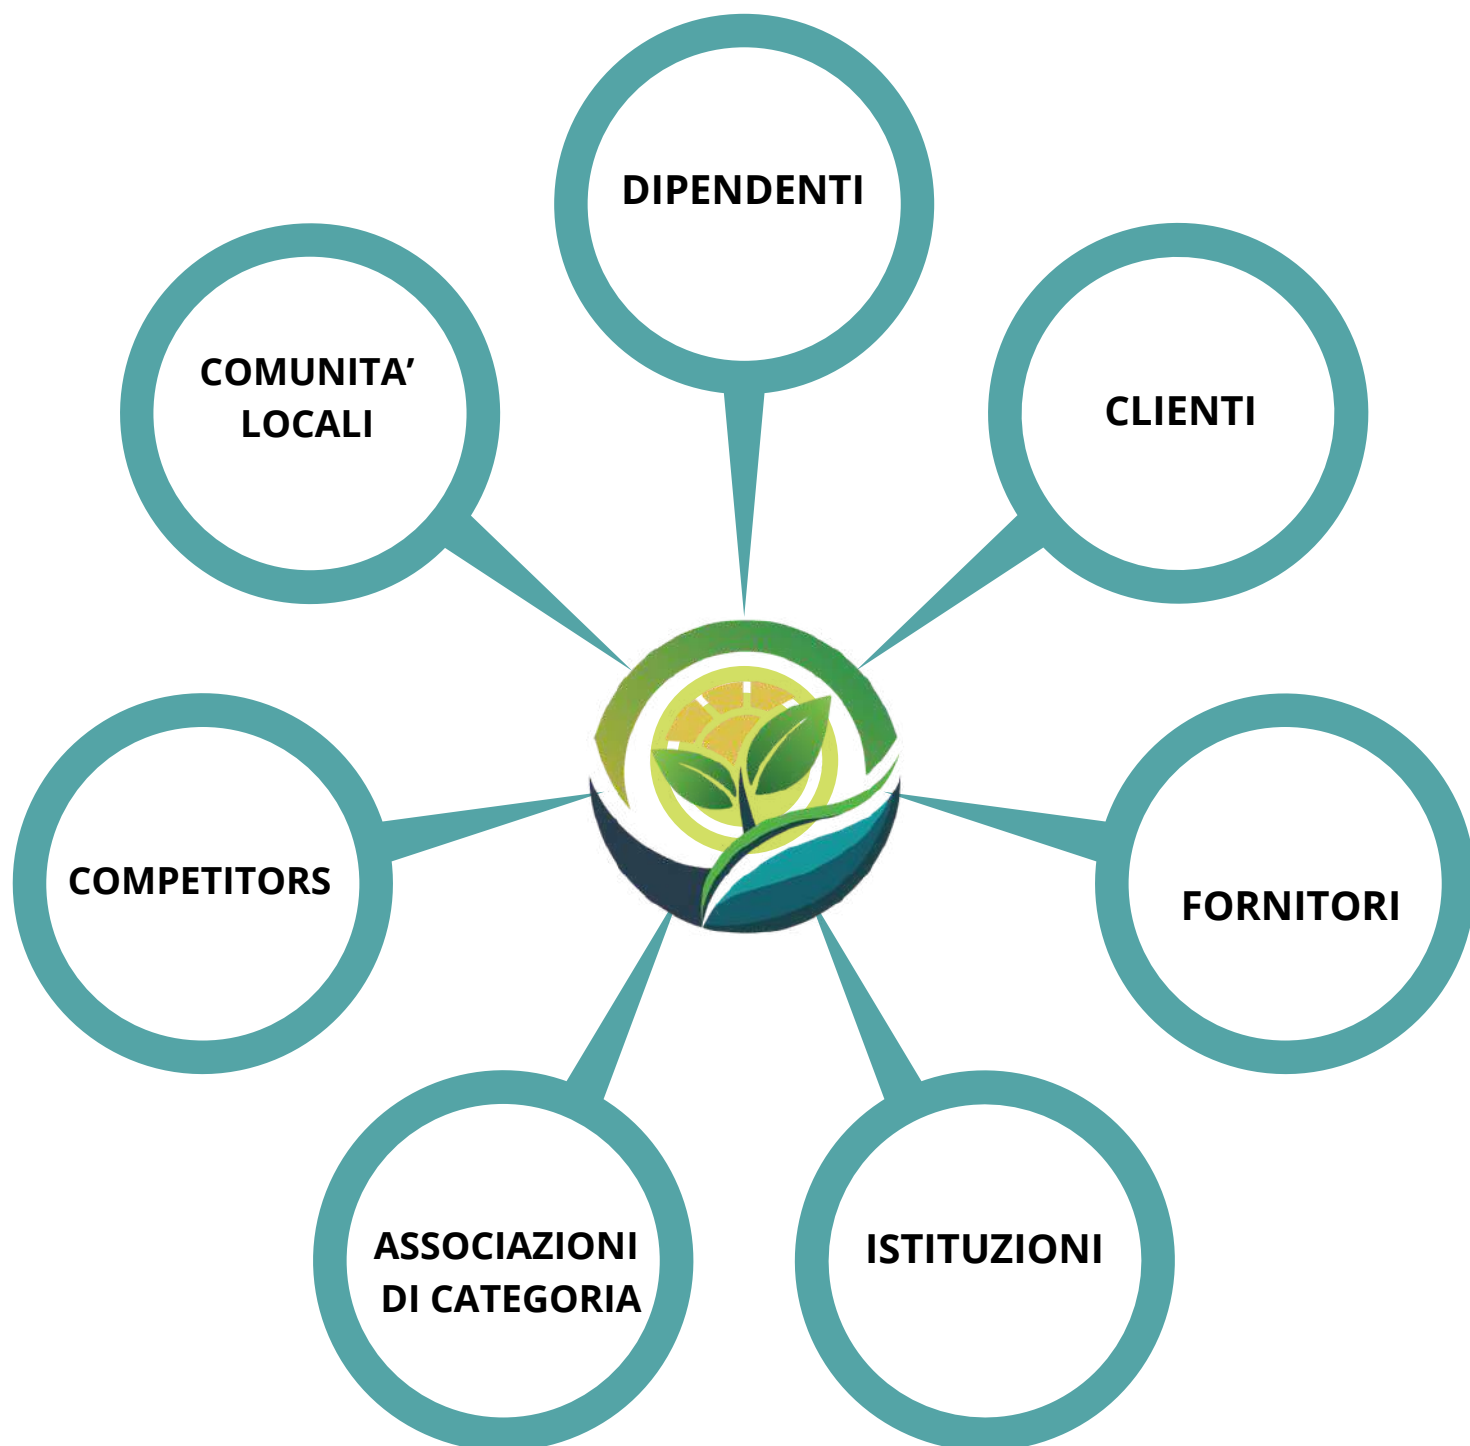 DIPENDENTI
COMUNITA’
LOCALI
CLIENTI
COMPETITORS
FORNITORI
ASSOCIAZIONI
DI CATEGORIA
ISTITUZIONI